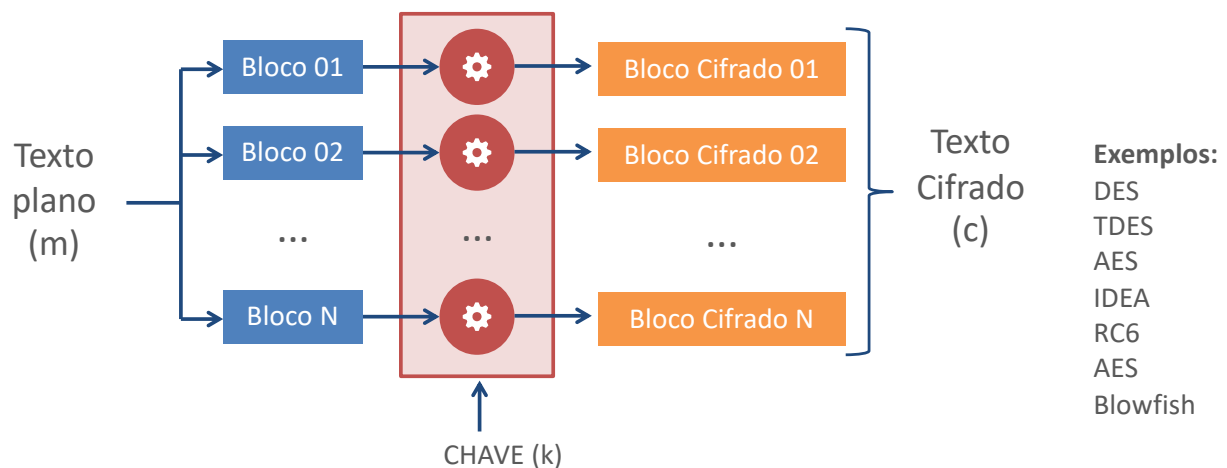 Texto
plano
(m)
Bloco 01
Bloco 02
...
Bloco N
...
CHAVE (k)
Bloco Cifrado 01
Bloco Cifrado 02
...
Bloco Cifrado N
Texto
Cifrado
(c)
Exemplos:
DES
TDES
AES
IDEA
RC6
AES
Blowfish